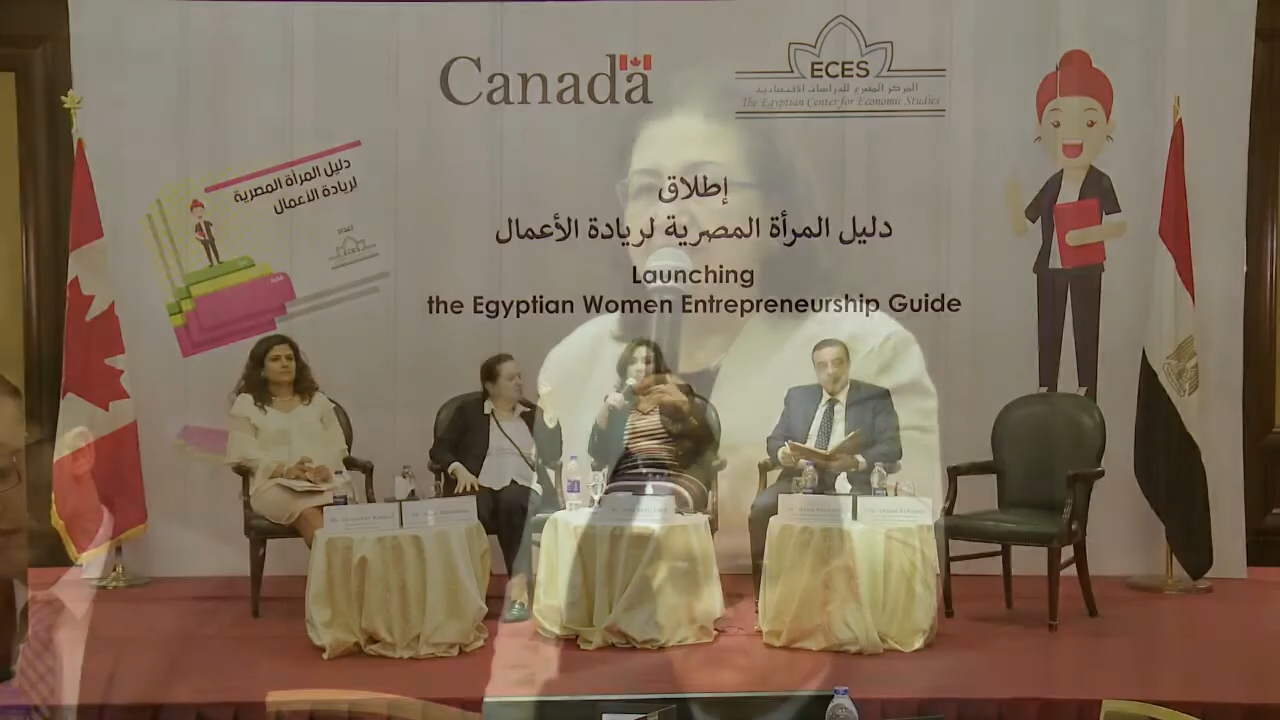 Canada
ECES
المركز المصري للدراسات الاقتصادية
The Egyptian Center for Economic Studies
دليل المرأة المصرية
لريادة الأعمال
إعداد
إطلاق
دليل المرأة المصرية لريادة الأعمال
Launching
the Egyptian Women Entrepreneurship Guide